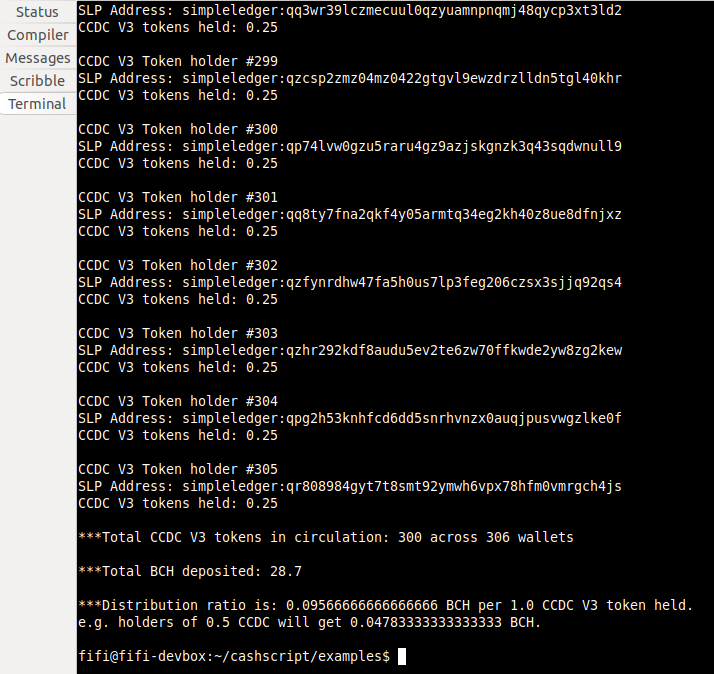 Status
Compiler
Messages
Scribble
Terminal
SLP Address: simpleledger:qq3wr39lczmecuul0qzyuamnpnqmj48qycp3xt3ld2
CCDC V3 tokens held: 0.25
CCDC V3 Token holder #299
SLP Address: simpleledger:qzcsp2zmz04mz0422gtgvl9ewzdrzlldn5tgl40khr
CCDC V3 tokens held: 0.25
CCDC V3 Token holder #300
SLP Address: simpleledger:qp74lvw0gzu5raru4gz9azjskgnzk3q43sqdwnull9
CCDC V3 tokens held: 0.25
CCDC V3 Token holder #301
SLP Address: simpleledger:qq8ty7fna2qkf4y05armtq34eg2kh40z8ue8dfnjxz
CCDC V3 tokens held: 0.25
CCDC V3 Token holder #302
SLP Address: simpleledger:qzfynrdhw47fa5h0us7lp3feg206czsx3sjjq92qs4
CCDC V3 tokens held: 0.25
CCDC V3 Token holder #303
SLP Address: simpleledger:qzhr292kdf8audu5ev2te6zw70ffkwde2yw8zg2kew
CCDC V3 tokens held: 0.25
CCDC V3 Token holder #304
SLP Address: simpleledger:qpg2h53knhfcd6dd5snrhvnzx0auqjpusvwgzlke0f
CCDC V3 tokens held: 0.25
CCDC V3 Token holder #305
SLP Address: simpleledger:qr808984gyt7t8smt92ymwh6vpx78hfm0vmrgch4js
CCDC V3 tokens held: 0.25
***Total CCDC V3 tokens in circulation: 300 across 306 wallets
***Total BCH deposited: 28.7
***Distribution ratio is: 0.09566666666666666 BCH per 1.0 CCDC V3 token held.
e.g. holders of 0.5 CCDC will get 0.04783333333333333 BCH.
fifi@fifi-devbox:~/cashscript/examples$